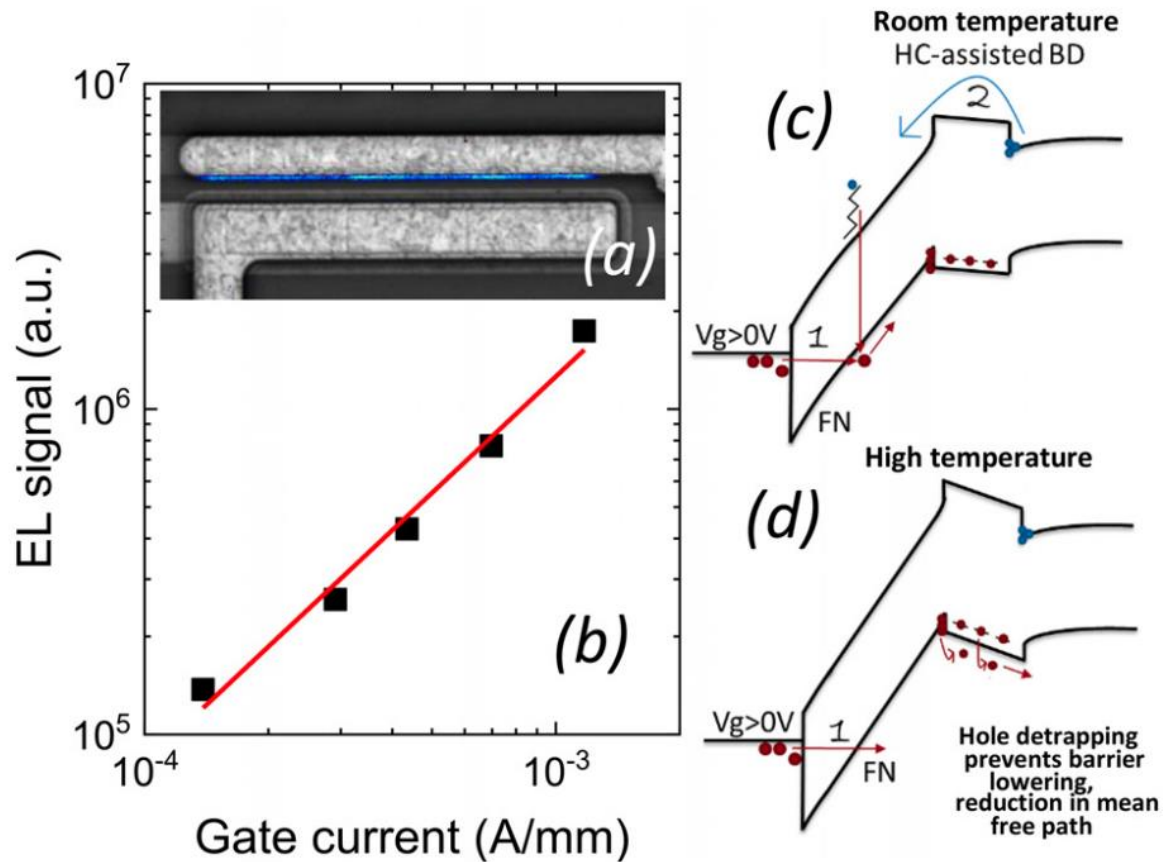 Room temperature
HC-assisted BD
(c)
2
Vg>0V
1
FN
High temperature
(d)
Vg>0V
1
FN
Hole detrapping
prevents barrier
lowering,
reduction in mean
free path
(a)
(b)
EL signal (a.u.)
10^7
10^6
10^5
10^-4
10^-3
Gate current (A/mm)